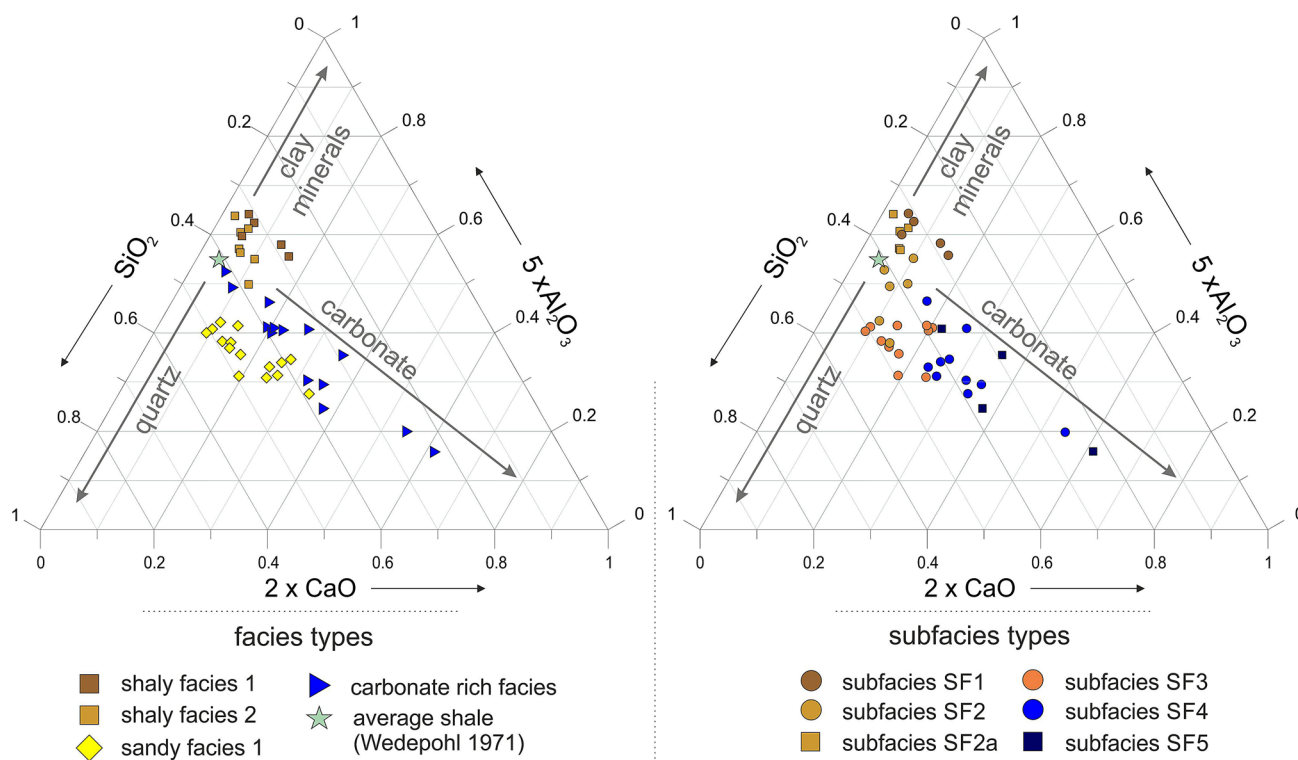 0 1
0.2 0.8
clay
minerals
0.4 0.6
SiO2
5 xAl2O3
0.6 0.4
carbonate
quartz
0.8 0.2
1 0
0 0.2 0.4 0.6 0.8 1
2 x CaO
facies types
shaly facies 1
shaly facies 2
sandy facies 1
carbonate rich facies
average shale
(Wedepohl 1971)
0 1
0.2 0.8
clay
minerals
0.4 0.6
SiO2
5 xAl2O3
0.6 0.4
carbonate
quartz
0.8 0.2
1 0
0 0.2 0.4 0.6 0.8 1
2 x CaO
subfacies types
subfacies SF1
subfacies SF2
subfacies SF2a
subfacies SF3
subfacies SF4
subfacies SF5